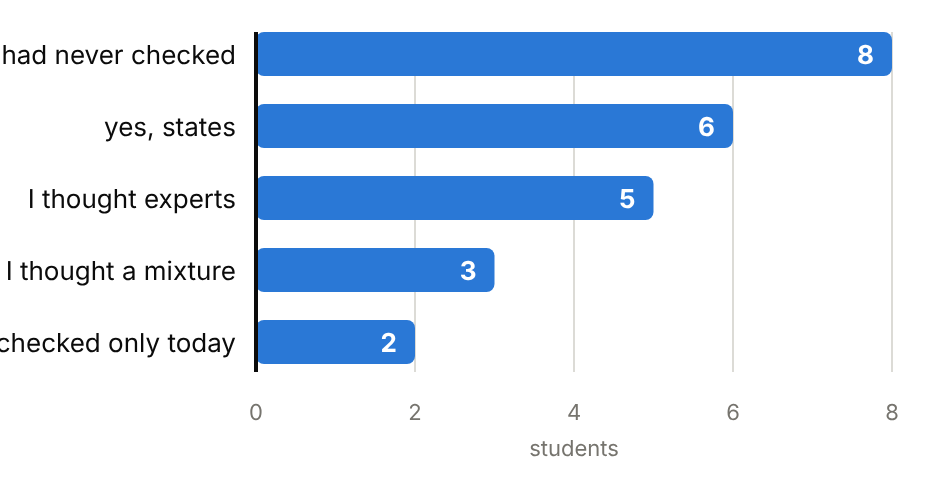 had never checked
8
yes, states
6
I thought experts
5
I thought a mixture
3
checked only today
2
0 2 4 6 8
students